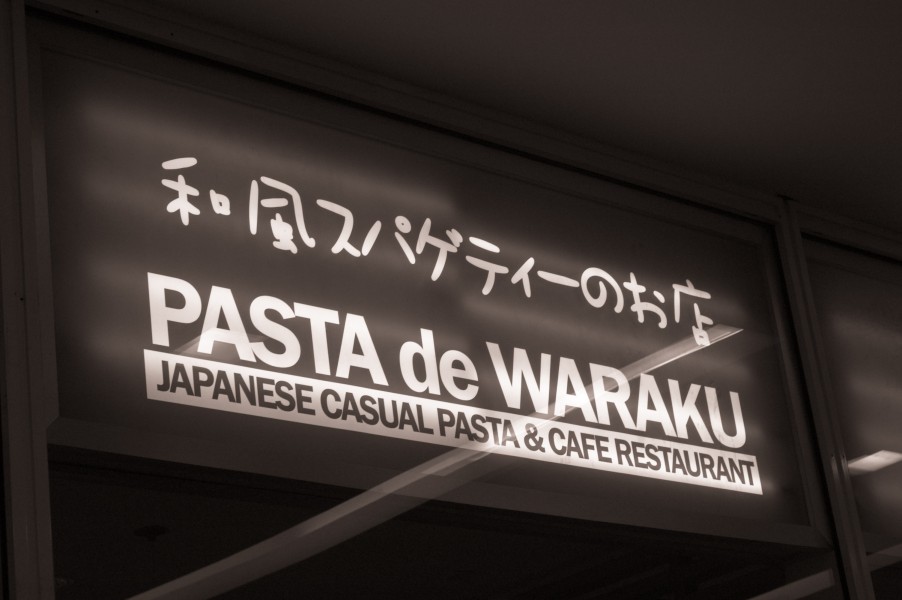 和風スパゲティーのお店
PASTA de WARAKU
JAPANESE CASUAL PASTA & CAFE RESTAURANT